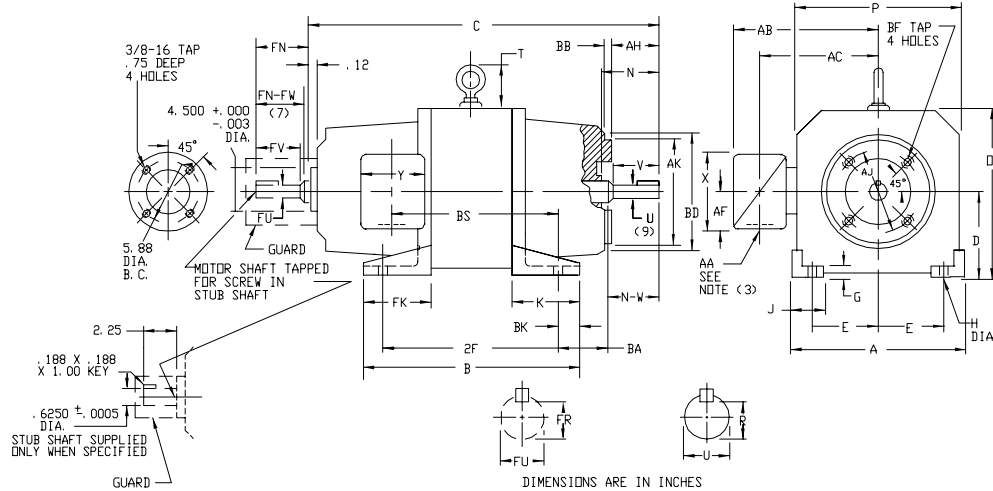 C
P
FN
BB
AH
AB
BF TAP
4 HOLES
3/8-16 TAP
.75 DEEP
4 HOLES
.12
T
N
AC
FN-FW
(7)
4.500 +.000
-.003
DIA.
45°
FV
Y
V
AK
X
AJ
O
45°
BS
BD
AF
FU
U
(9)
D
GUARD
5.88
DIA.
B.C.
MOTOR SHAFT TAPPED
FOR SCREW IN
STUB SHAFT
AA
SEE
NOTE (3)
N-W
G
FK
K
J
2.25
BK
E
E
H
DIA
2F
BA
A
B
.188 X .188
X 1.00 KEY
.6250 +.0005
-
DIA.
FR
R
STUB SHAFT SUPPLIED
ONLY WHEN SPECIFIED
FU
U
GUARD
DIMENSIONS ARE IN INCHES